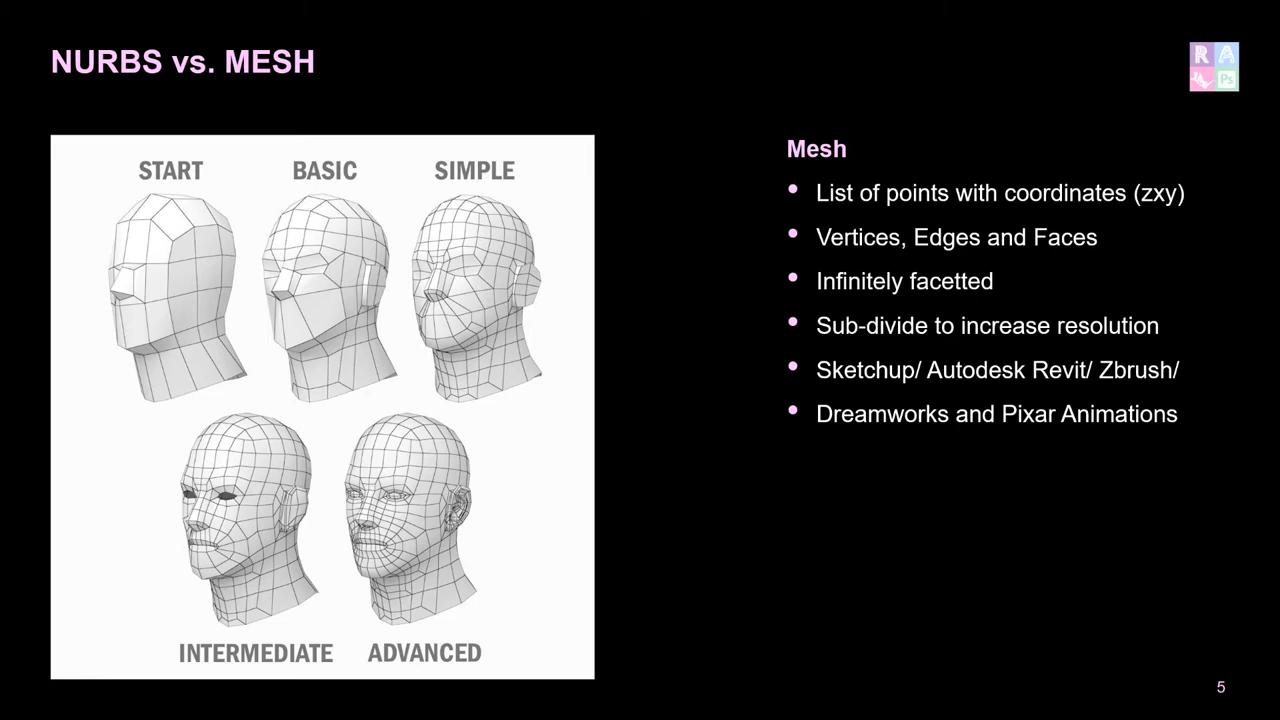 NURBS vs. MESH
R A
Ps
START BASIC SIMPLE
INTERMEDIATE ADVANCED
Mesh
• List of points with coordinates (zxy)
• Vertices, Edges and Faces
• Infinitely facetted
• Sub-divide to increase resolution
• Sketchup/ Autodesk Revit/ Zbrush/
• Dreamworks and Pixar Animations
5